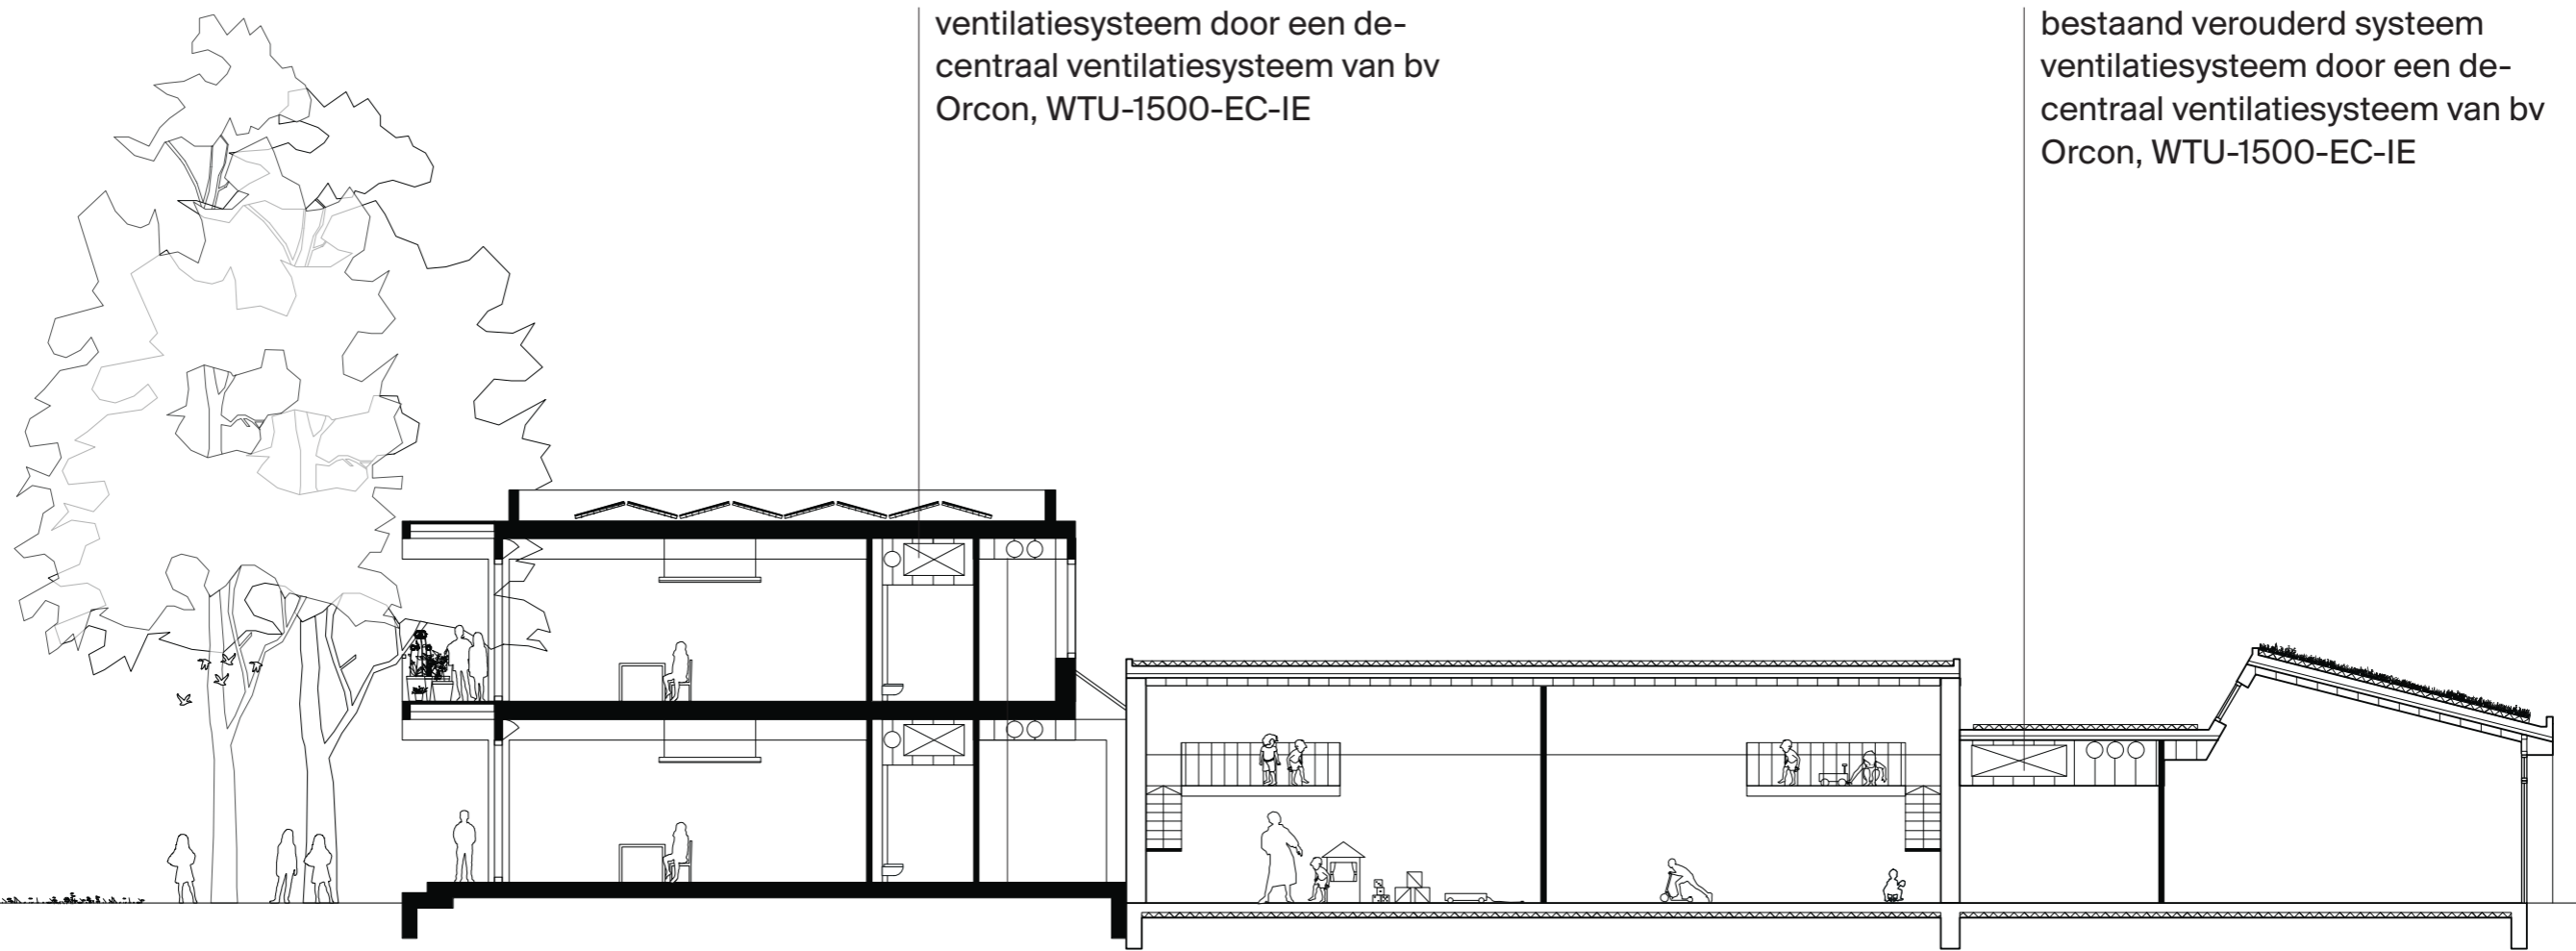 ventilatiesysteem door een de-
centraal ventilatiesysteem van bv
Orcon, WTU-1500-EC-IE
bestaand verouderd systeem
ventilatiesysteem door een de-
centraal ventilatiesysteem van bv
Orcon, WTU-1500-EC-IE